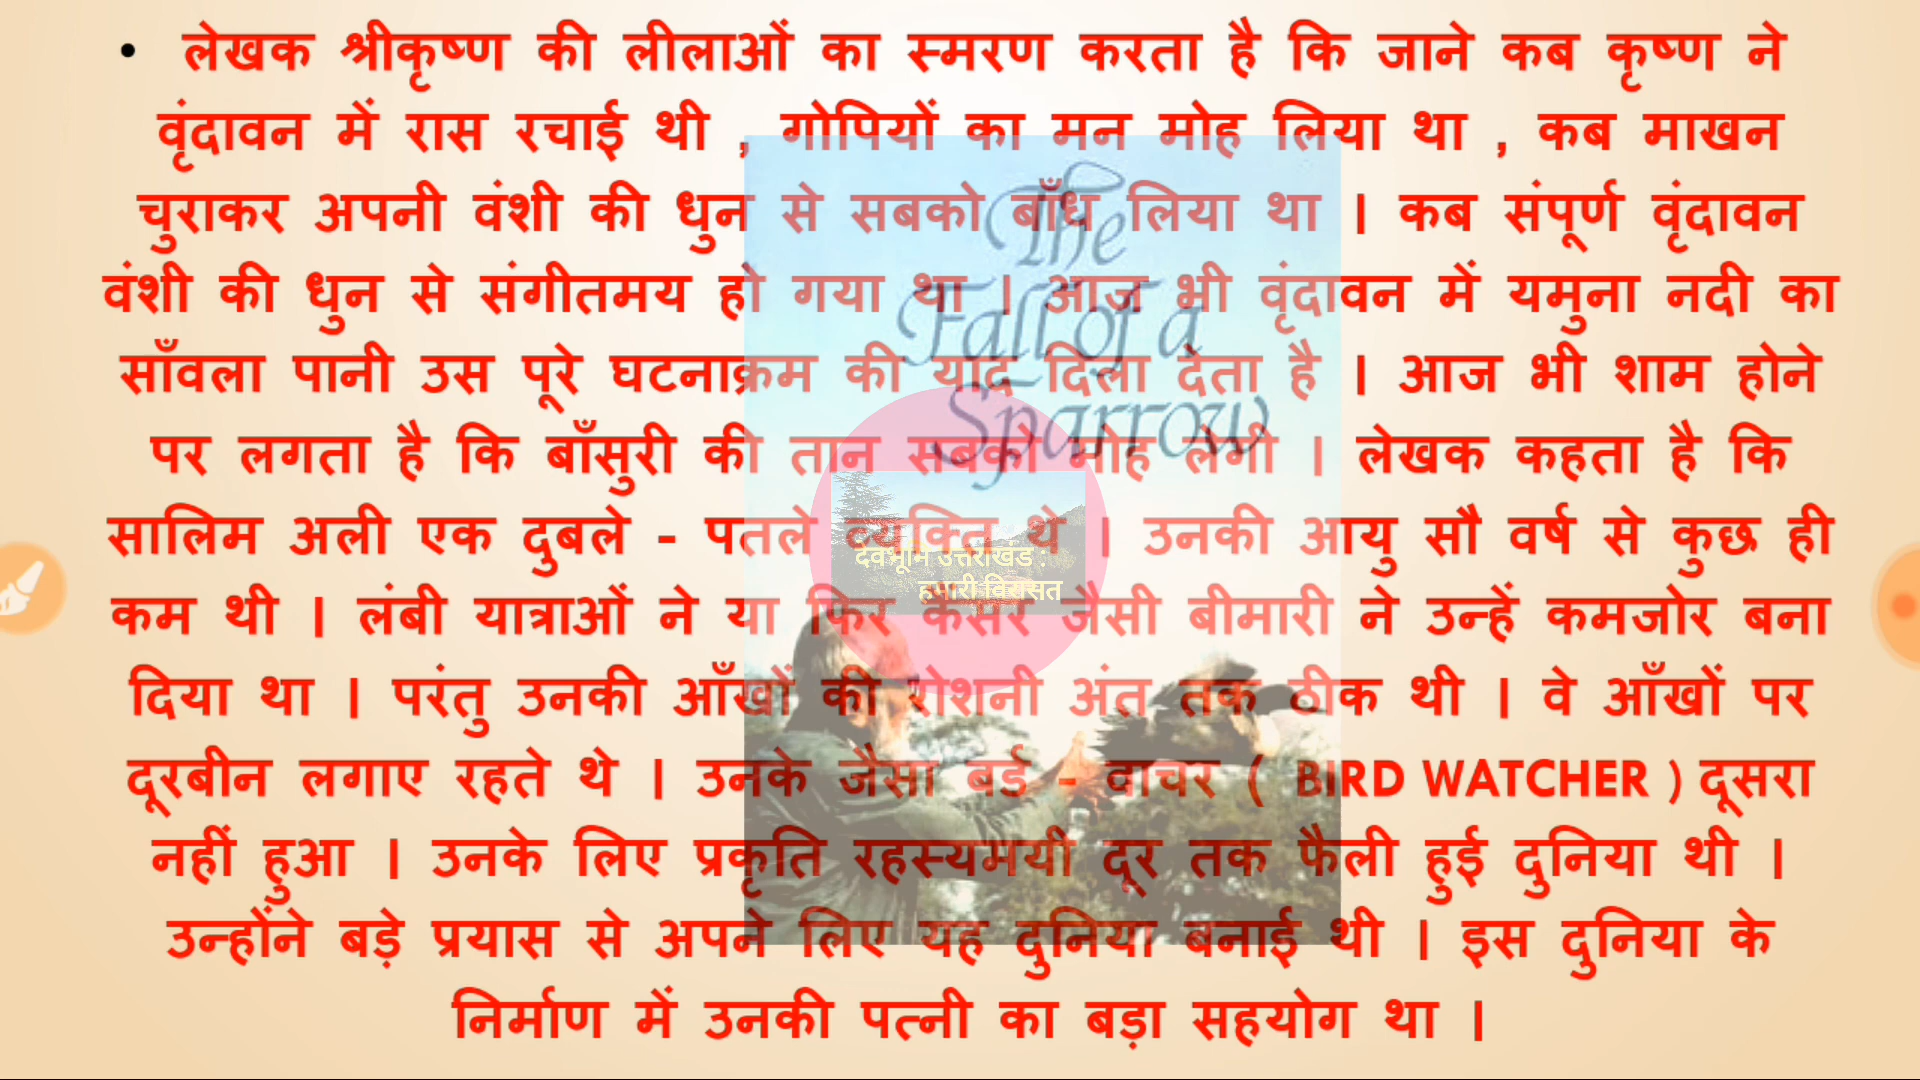 • लेखक श्रीकृष्ण की लीलाओं का स्मरण करता है कि जाने कब कृष्ण ने
वृंदावन में रास रचाई थी , गोपियों का मन मोह लिया था , कब माखन
चुराकर अपनी वंशी की धुन से सबको बाँध लिया था । कब संपूर्ण वृंदावन
वंशी की धुन से संगीतमय हो गया था । आज भी वृंदावन में यमुना नदी का
साँवला पानी उस पूरे घटनाक्रम की याद दिला देता है । आज भी शाम होने
पर लगता है कि बाँसुरी की तान सबको मोह लेगी । लेखक कहता है कि
सालिम अली एक दुबले - पतले व्यक्ति थे । उनकी आयु सौ वर्ष से कुछ ही
कम थी । लंबी यात्राओं ने या फिर कैंसर जैसी बीमारी ने उन्हें कमजोर बना
दिया था । परंतु उनकी आँखों की रोशनी अंत तक ठीक थी । वे आँखों पर
दूरबीन लगाए रहते थे । उनके जैसा बर्ड - वाचर ( BIRD WATCHER ) दूसरा
नहीं हुआ । उनके लिए प्रकृति रहस्यमयी दूर तक फैली हुई दुनिया थी ।
उन्होंने बड़े प्रयास से अपने लिए यह दुनिया बनाई थी । इस दुनिया के
निर्माण में उनकी पत्नी का बड़ा सहयोग था ।
The
Fall of a
Sparrow
देवभूमि उत्तराखंड :
हमारी विरासत